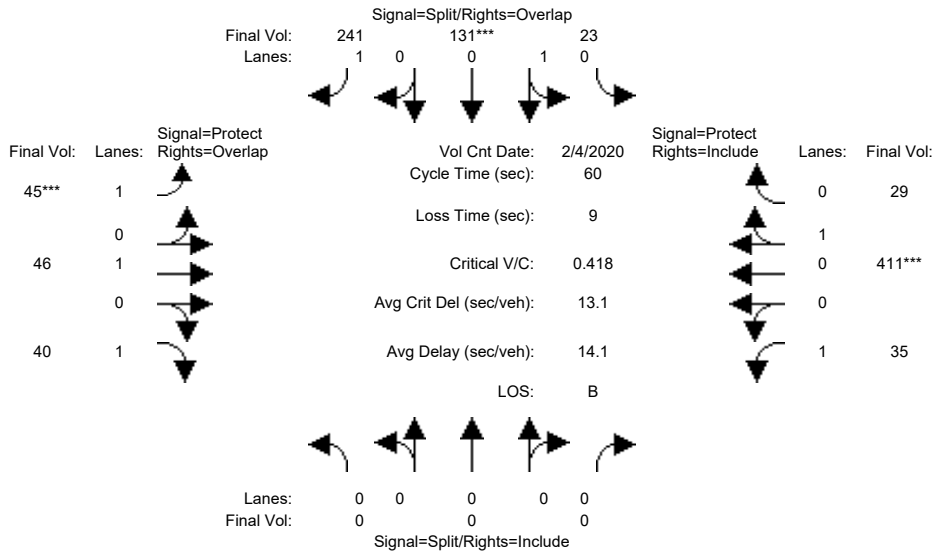 Signal=Split/Rights=Overlap
Final Vol: 241 131*** 23
Lanes: 1 0 0 1 0
Signal=Protect
Final Vol: Lanes: Rights=Overlap
Vol Cnt Date: 2/4/2020
Signal=Protect
Rights=Include Lanes: Final Vol:
Cycle Time (sec): 60
45*** 1
0 29
Loss Time (sec): 9
0
1
46 1
Critical V/C: 0.418
0 411***
0
Avg Crit Del (sec/veh): 13.1
0
40 1
Avg Delay (sec/veh): 14.1
1 35
LOS: B
Lanes: 0 0 0 0 0
Final Vol: 0 0 0
Signal=Split/Rights=Include